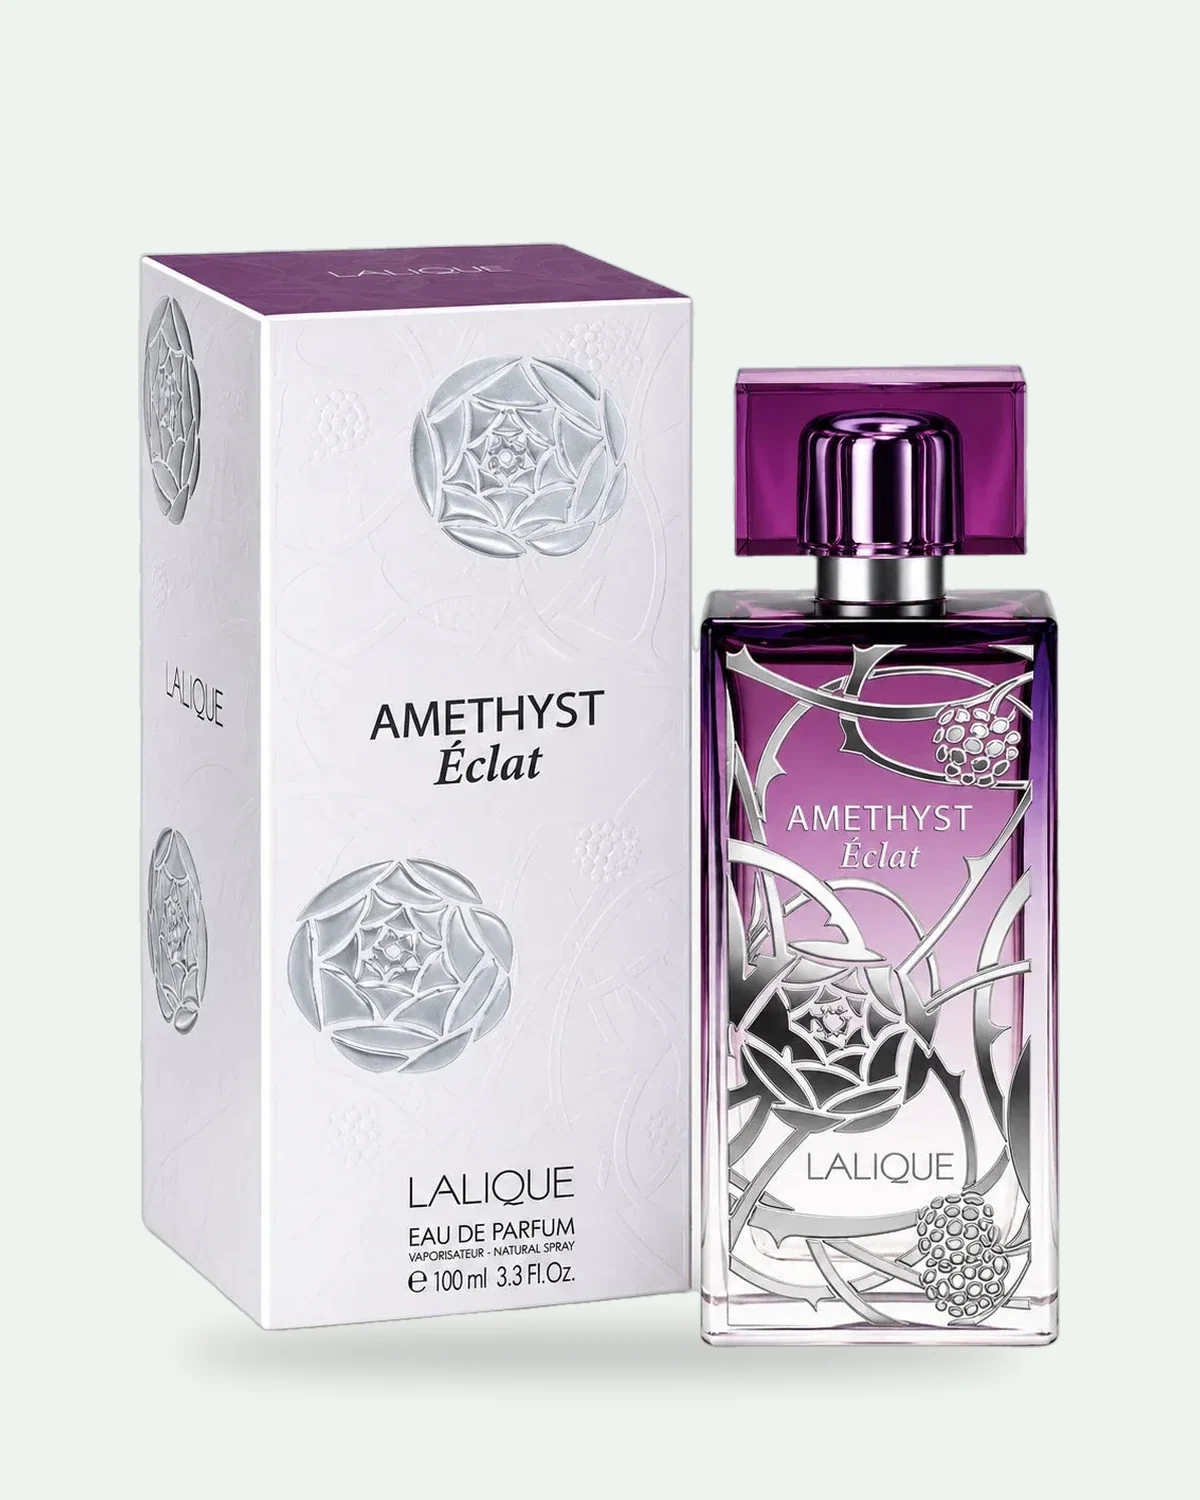 LALIQUE
LALIQUE
AMETHYST
Éclat
LALIQUE
EAU DE PARFUM
VAPORISATEUR - NATURAL SPRAY
e 100 ml 3.3 Fl.Oz.
AMETHYST
Éclat
LALIQUE